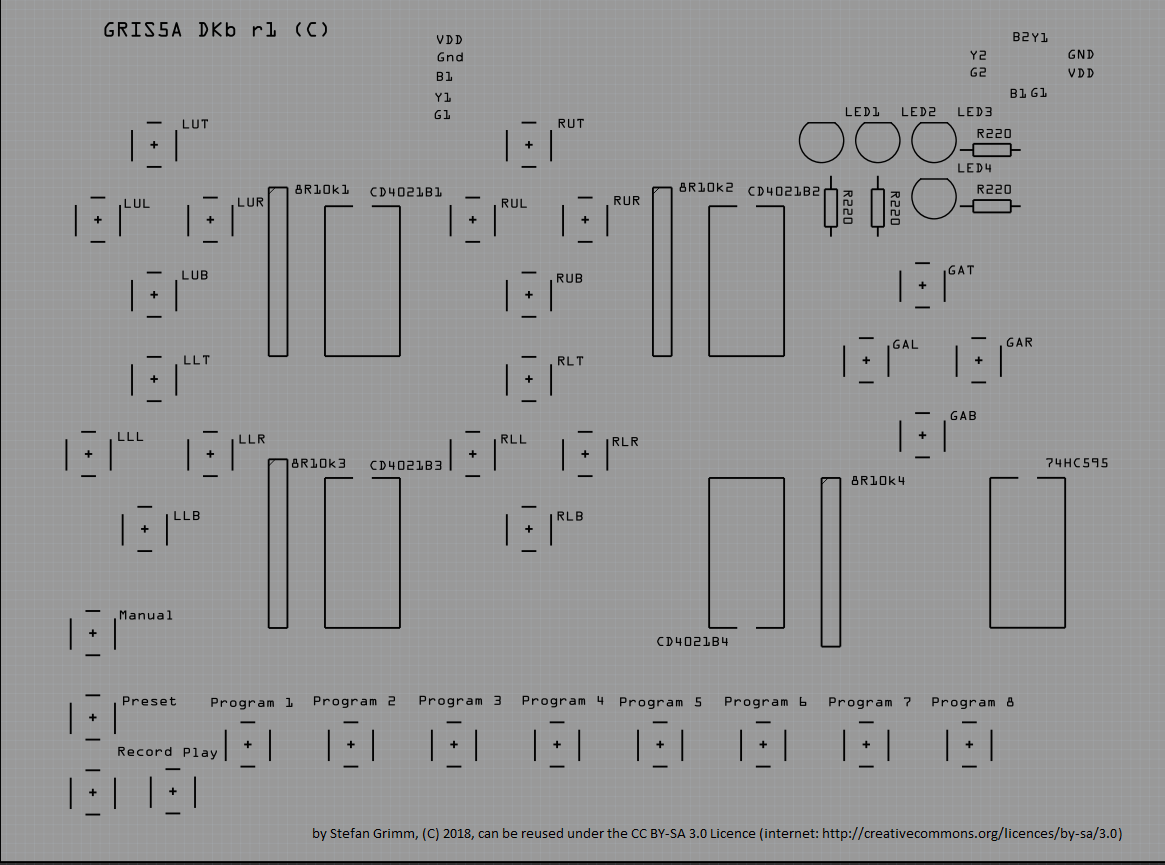 GRIS5A DKb r1 (C)
VDD
Gnd
B1
Y1
G1
B2Y1
Y2
GND
G2
VDD
B1G1
LED1
LED2
LED3
R220
LED4
R220
R220
R220
LUT
RUT
8R10k1
CD4021B1
8R10k2
CD4021B2
LUL
LUR
RUL
RUR
LUB
RUB
GAT
LLT
RLT
GAL
GAR
GAB
LLL
LLR
RLL
RLR
8R10k3
CD4021B3
74HC595
8R10k4
LLB
RLB
Manual
CD4021B4
Preset
Program 1
Program 2
Program 3
Program 4
Program 5
Program 6
Program 7
Program 8
Record Play
by Stefan Grimm, (C) 2018, can be reused under the CC BY-SA 3.0 Licence (internet: http://creativecommons.org/licences/by-sa/3.0)